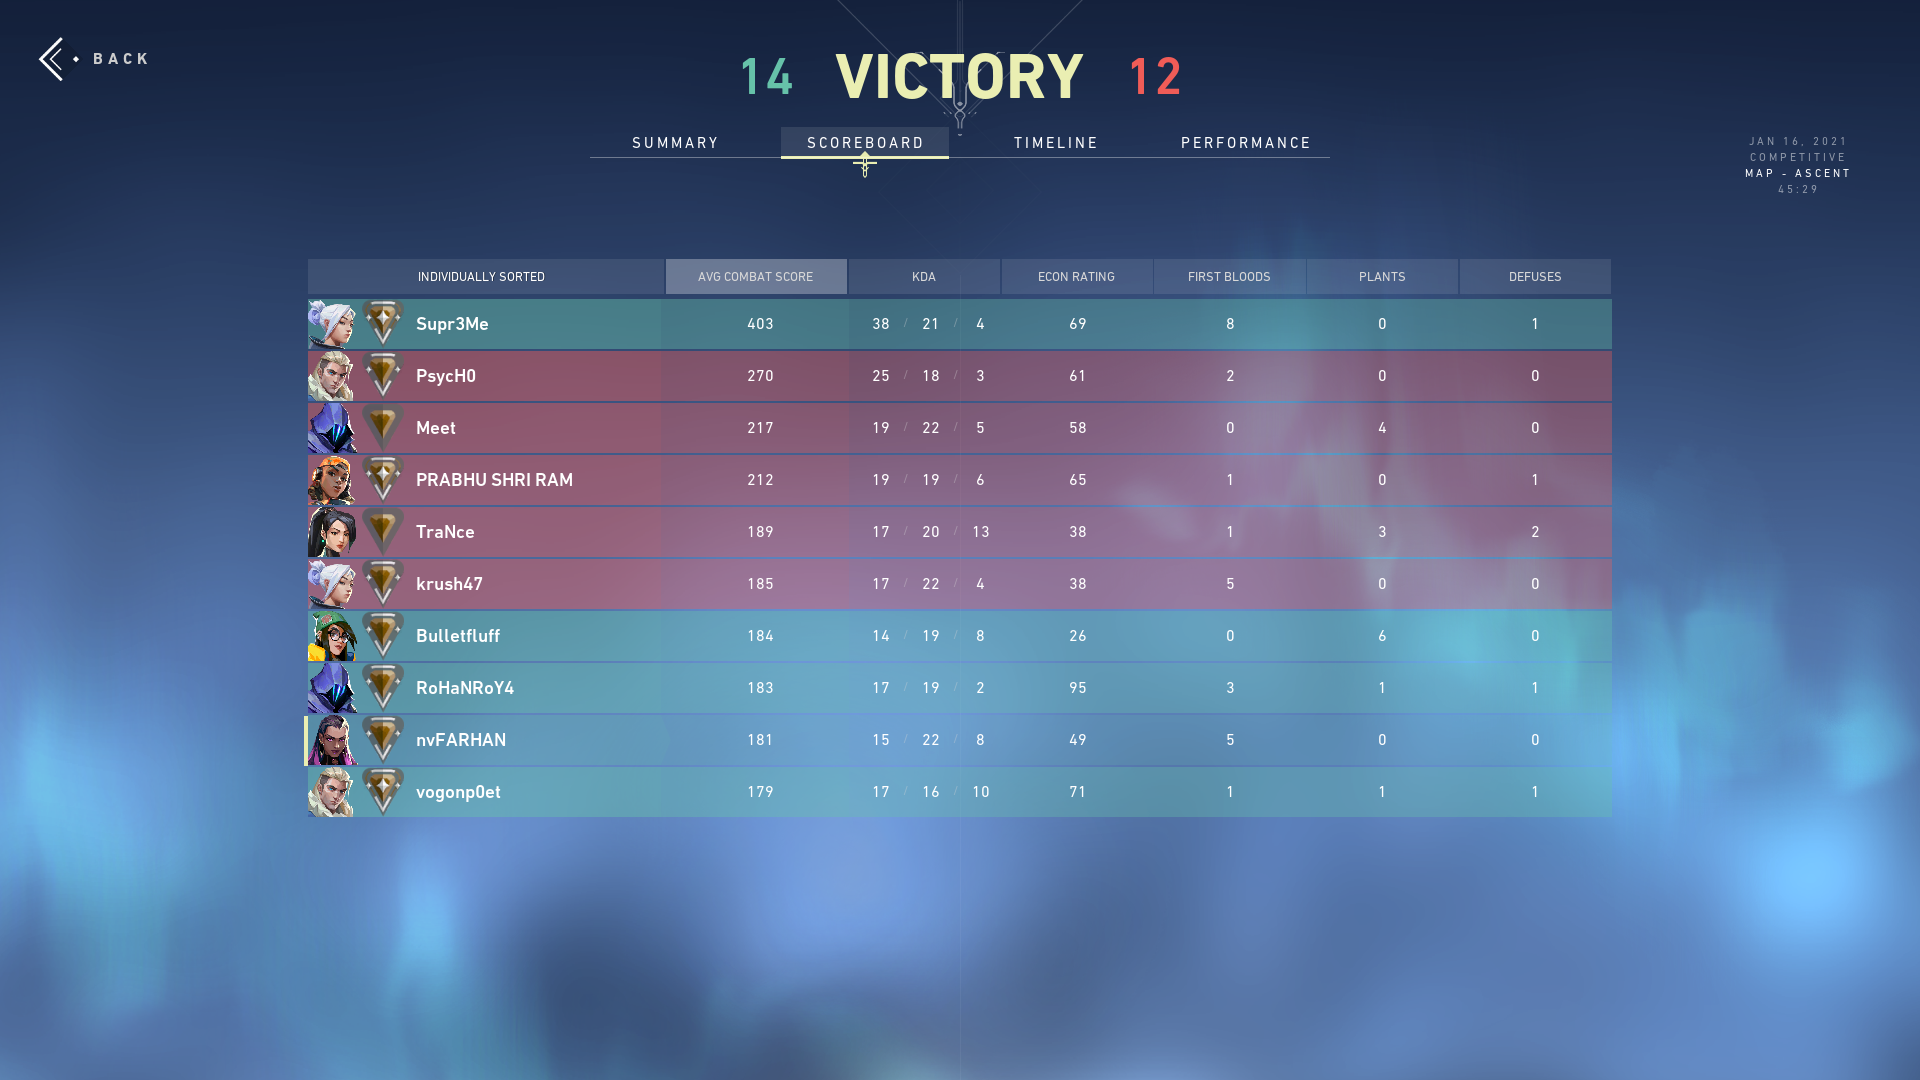 BACK
14 VICTORY 12
SUMMARY SCOREBOARD TIMELINE PERFORMANCE
JAN 16, 2021
COMPETITIVE
MAP - ASCENT
45:29
INDIVIDUALLY SORTED AVG COMBAT SCORE KDA ECON RATING FIRST BLOODS PLANTS DEFUSES
Supr3Me 403 38 / 21 / 4 69 8 0 1
PsycH0 270 25 / 18 / 3 61 2 0 0
Meet 217 19 / 22 / 5 58 0 4 0
PRABHU SHRI RAM 212 19 / 19 / 6 65 1 0 1
TraNce 189 17 / 20 / 13 38 1 3 2
krush47 185 17 / 22 / 4 38 5 0 0
Bulletfluff 184 14 / 19 / 8 26 0 6 0
RoHaNRoY4 183 17 / 19 / 2 95 3 1 1
nvFARHAN 181 15 / 22 / 8 49 5 0 0
vogonp0et 179 17 / 16 / 10 71 1 1 1